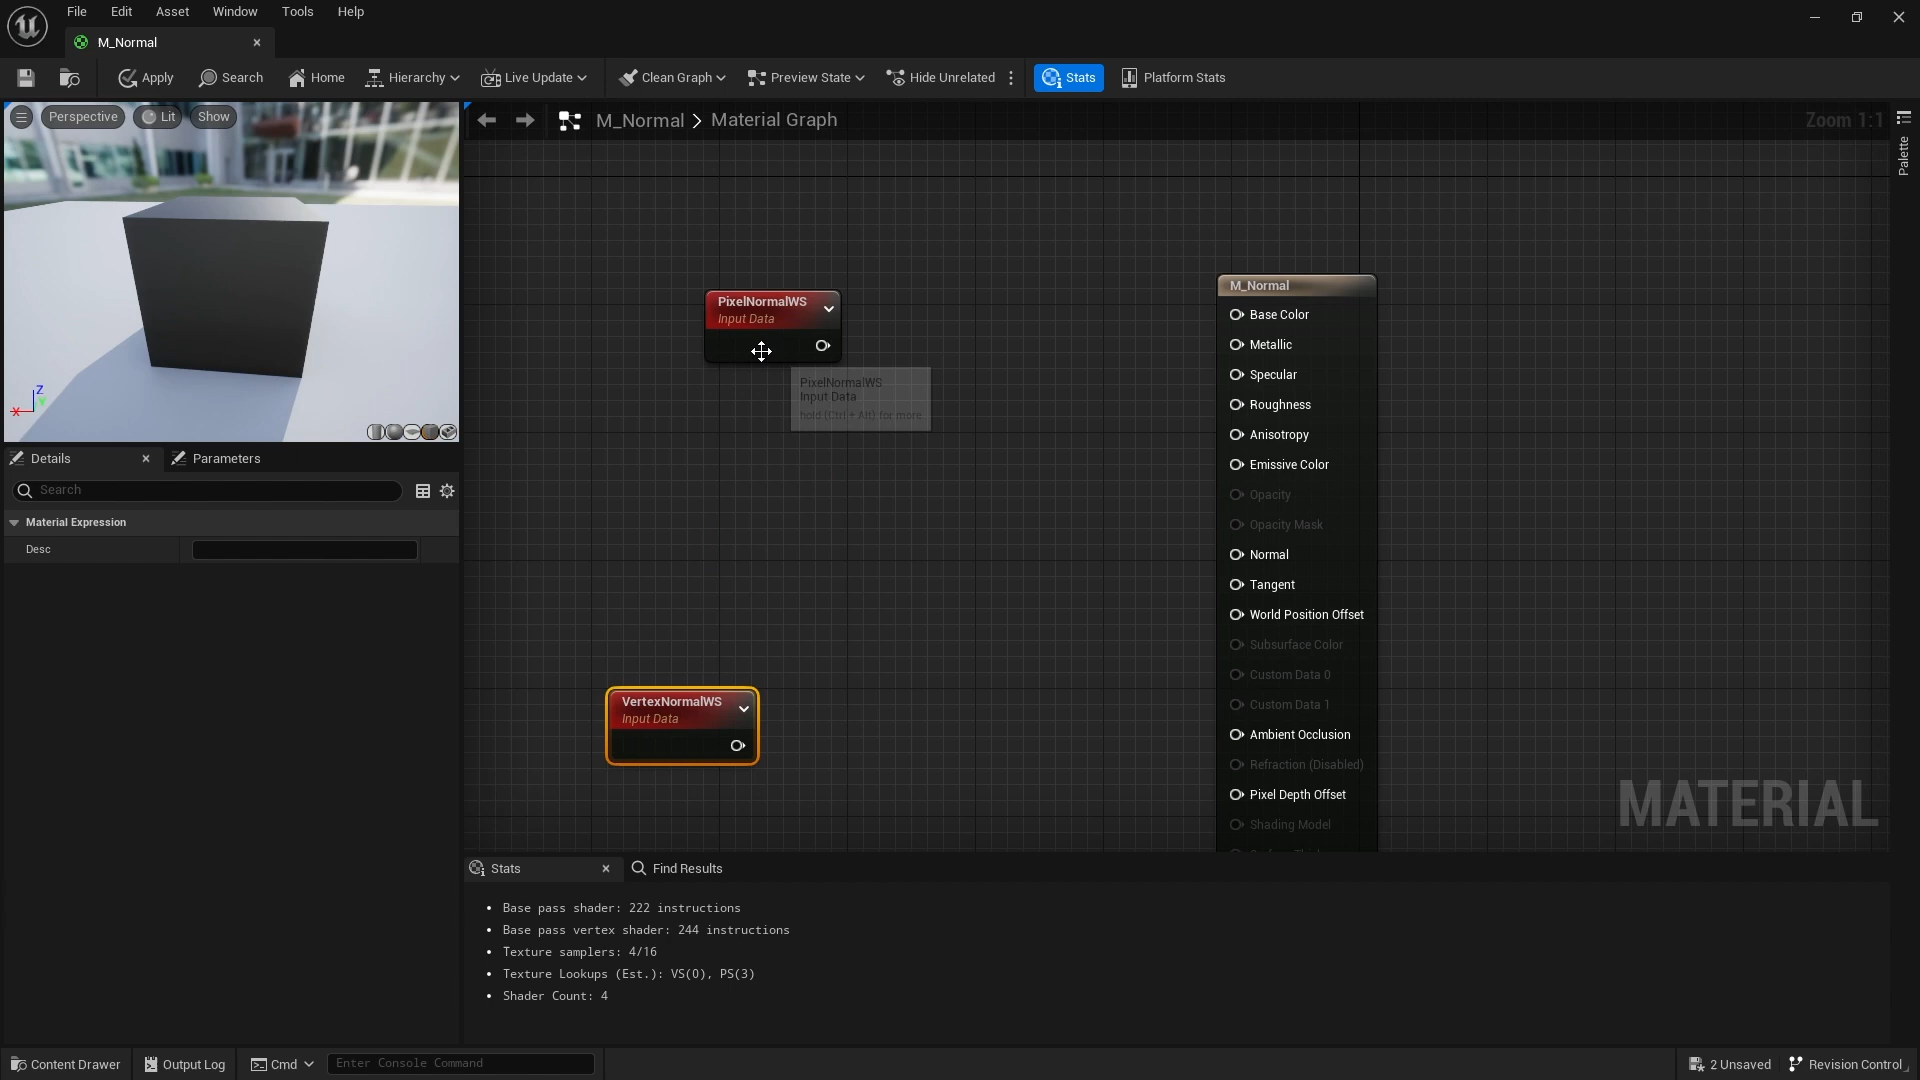 File Edit Asset Window Tools Help
M_Normal
Apply Search Home Hierarchy Live Update Clean Graph Preview State Hide Unrelated Stats Platform Stats
Perspective Lit Show
M_Normal > Material Graph
Zoom 1:1
Palette
PixelNormalWS
Input Data
PixelNormalWS
Input Data
hold (Ctrl + Alt) for more
M_Normal
Base Color
Metallic
Specular
Roughness
Anisotropy
Emissive Color
Opacity
Opacity Mask
Normal
Tangent
World Position Offset
Subsurface Color
Custom Data 0
Custom Data 1
Ambient Occlusion
Refraction (Disabled)
Pixel Depth Offset
Shading Model
Z
X
Y
Details Parameters
Search
Material Expression
Desc
VertexNormalWS
Input Data
MATERIAL
Stats Find Results
• Base pass shader: 222 instructions
• Base pass vertex shader: 244 instructions
• Texture samplers: 4/16
• Texture Lookups (Est.): VS(0), PS(3)
• Shader Count: 4
Content Drawer Output Log Cmd Enter Console Command 2 Unsaved Revision Control